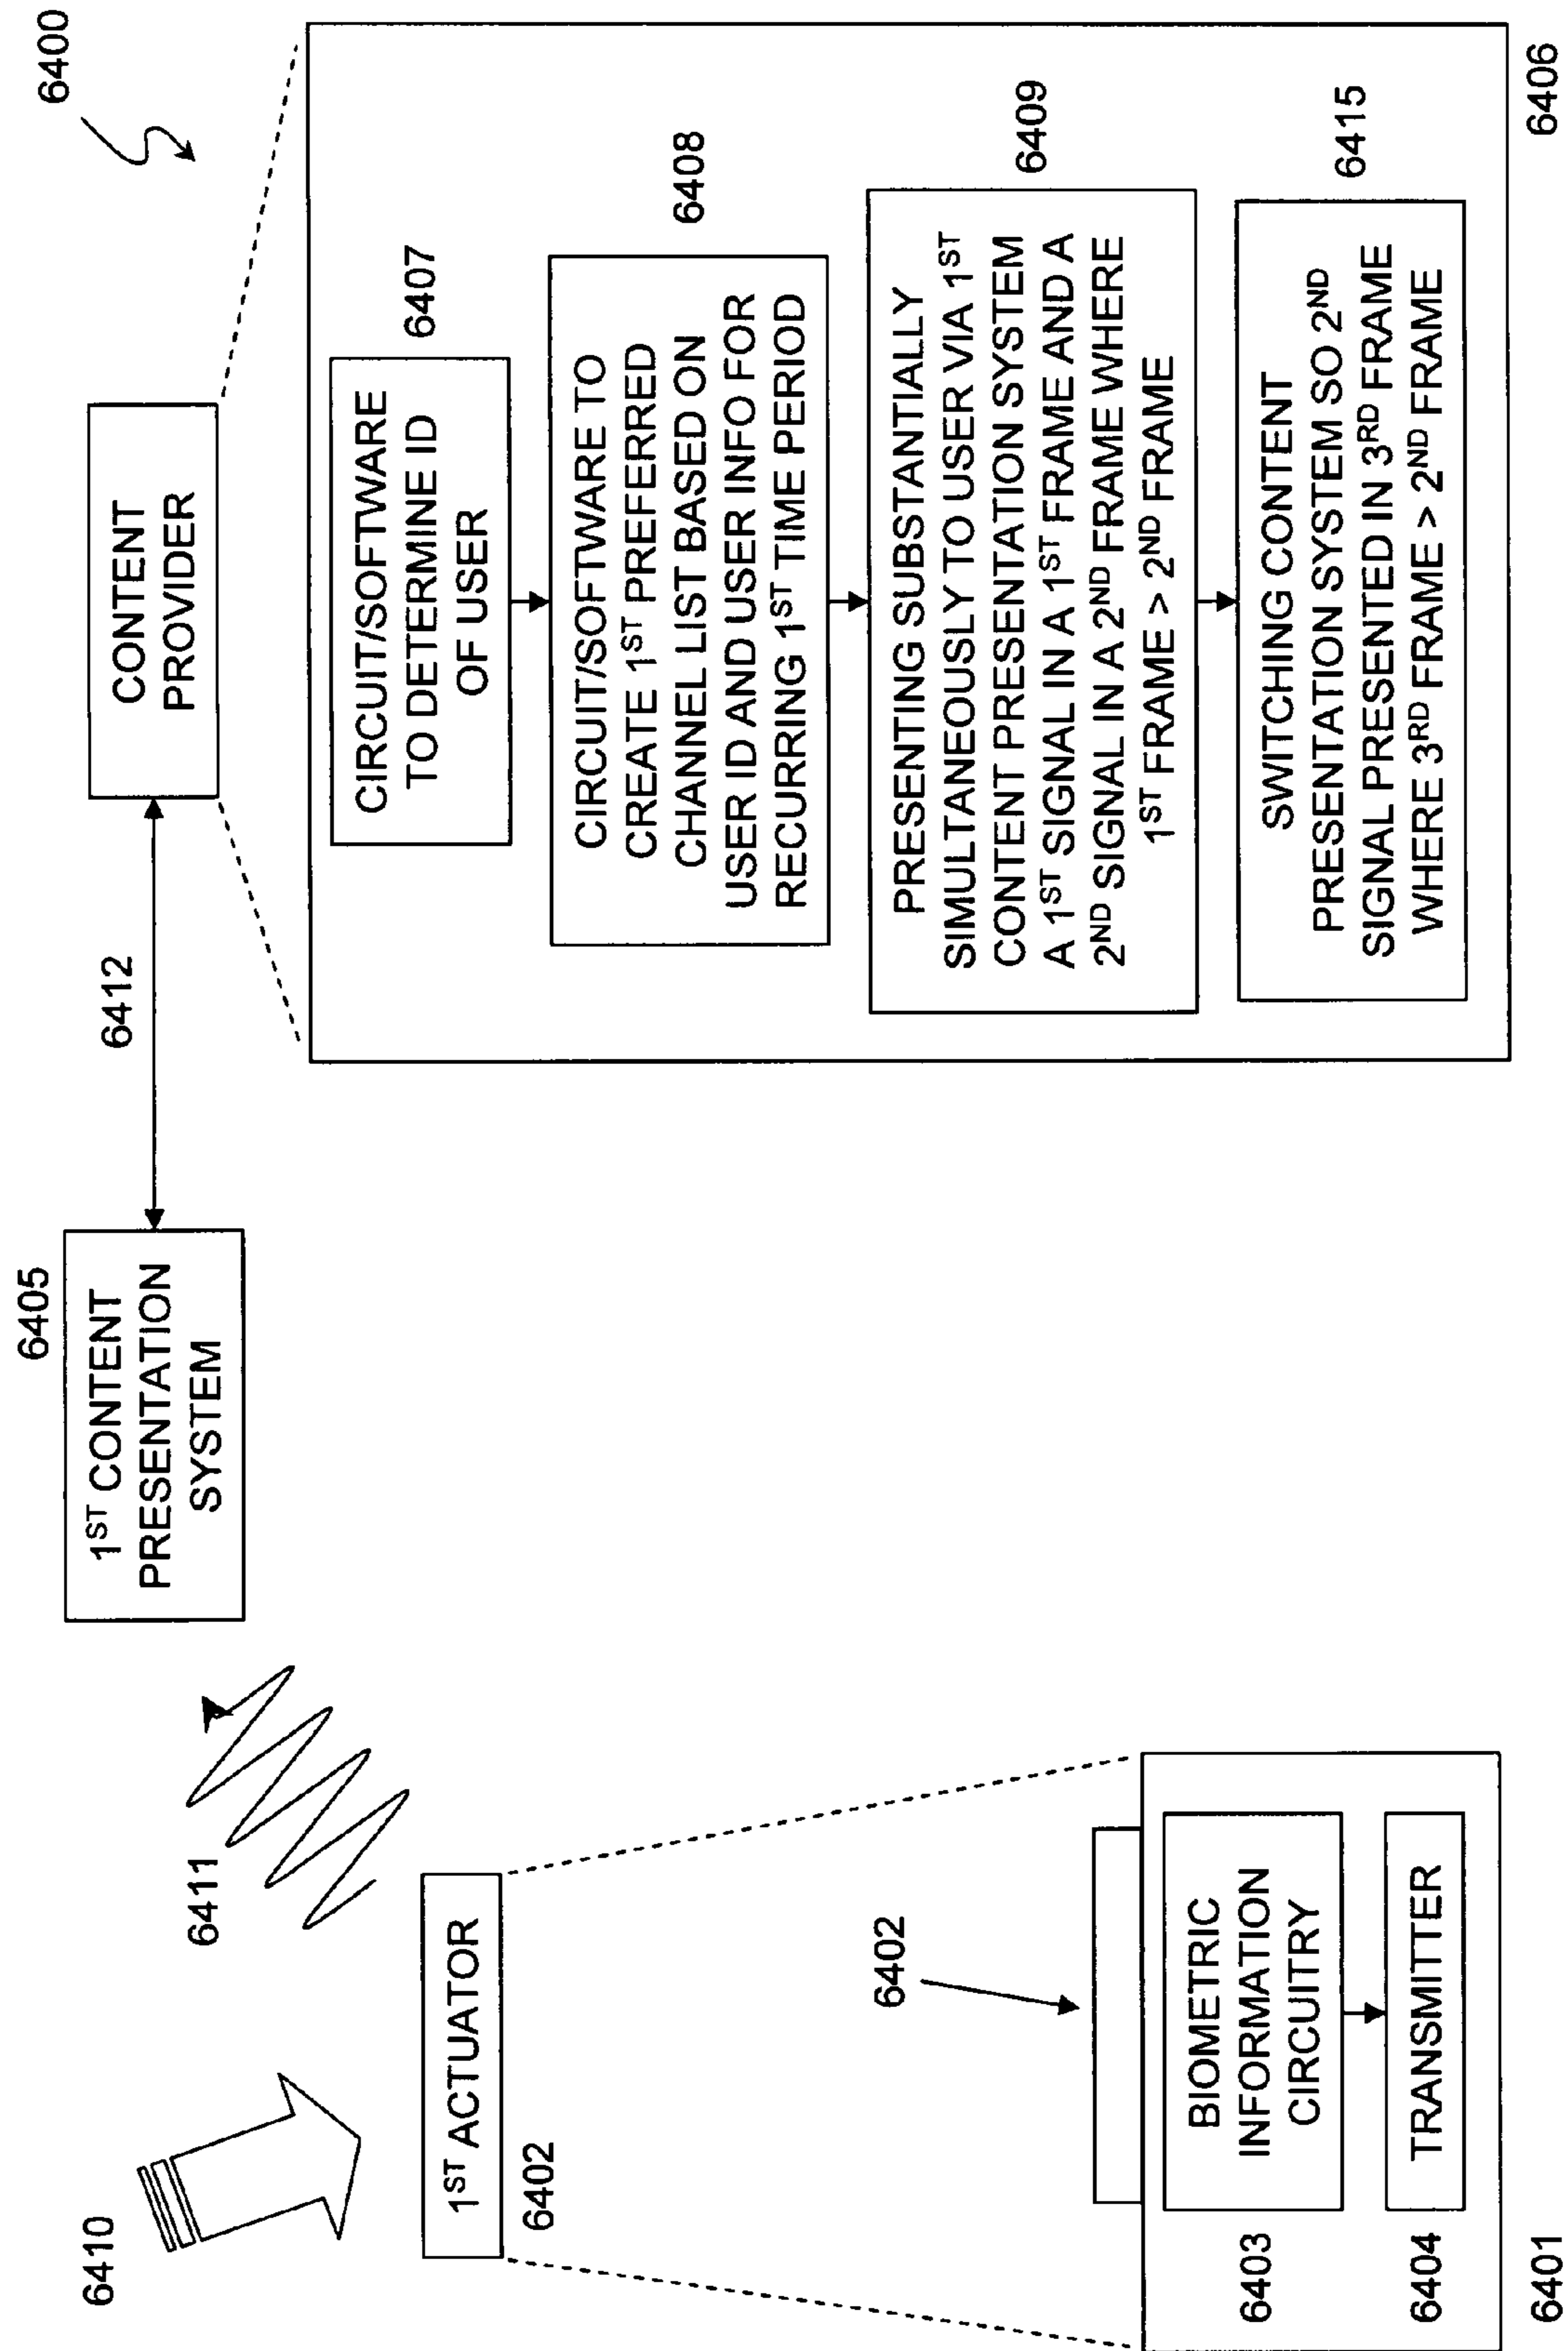 6400
6405
1ST CONTENT
PRESENTATION
SYSTEM
6412
CONTENT
PROVIDER
6410
6411
1ST ACTUATOR
6402
6402
BIOMETRIC
INFORMATION
CIRCUITRY
6403
TRANSMITTER
6404
6401
CIRCUIT/SOFTWARE
TO DETERMINE ID
OF USER
6407
CIRCUIT/SOFTWARE TO
CREATE 1ST PREFERRED
CHANNEL LIST BASED ON
USER ID AND USER INFO FOR
RECURRING 1ST TIME PERIOD
6408
PRESENTING SUBSTANTIALLY
SIMULTANEOUSLY TO USER VIA 1ST
CONTENT PRESENTATION SYSTEM
A 1ST SIGNAL IN A 1ST FRAME AND A
2ND SIGNAL IN A 2ND FRAME WHERE
1ST FRAME > 2ND FRAME
6409
SWITCHING CONTENT
PRESENTATION SYSTEM SO 2ND
SIGNAL PRESENTED IN 3RD FRAME
WHERE 3RD FRAME > 2ND FRAME
6415
6406